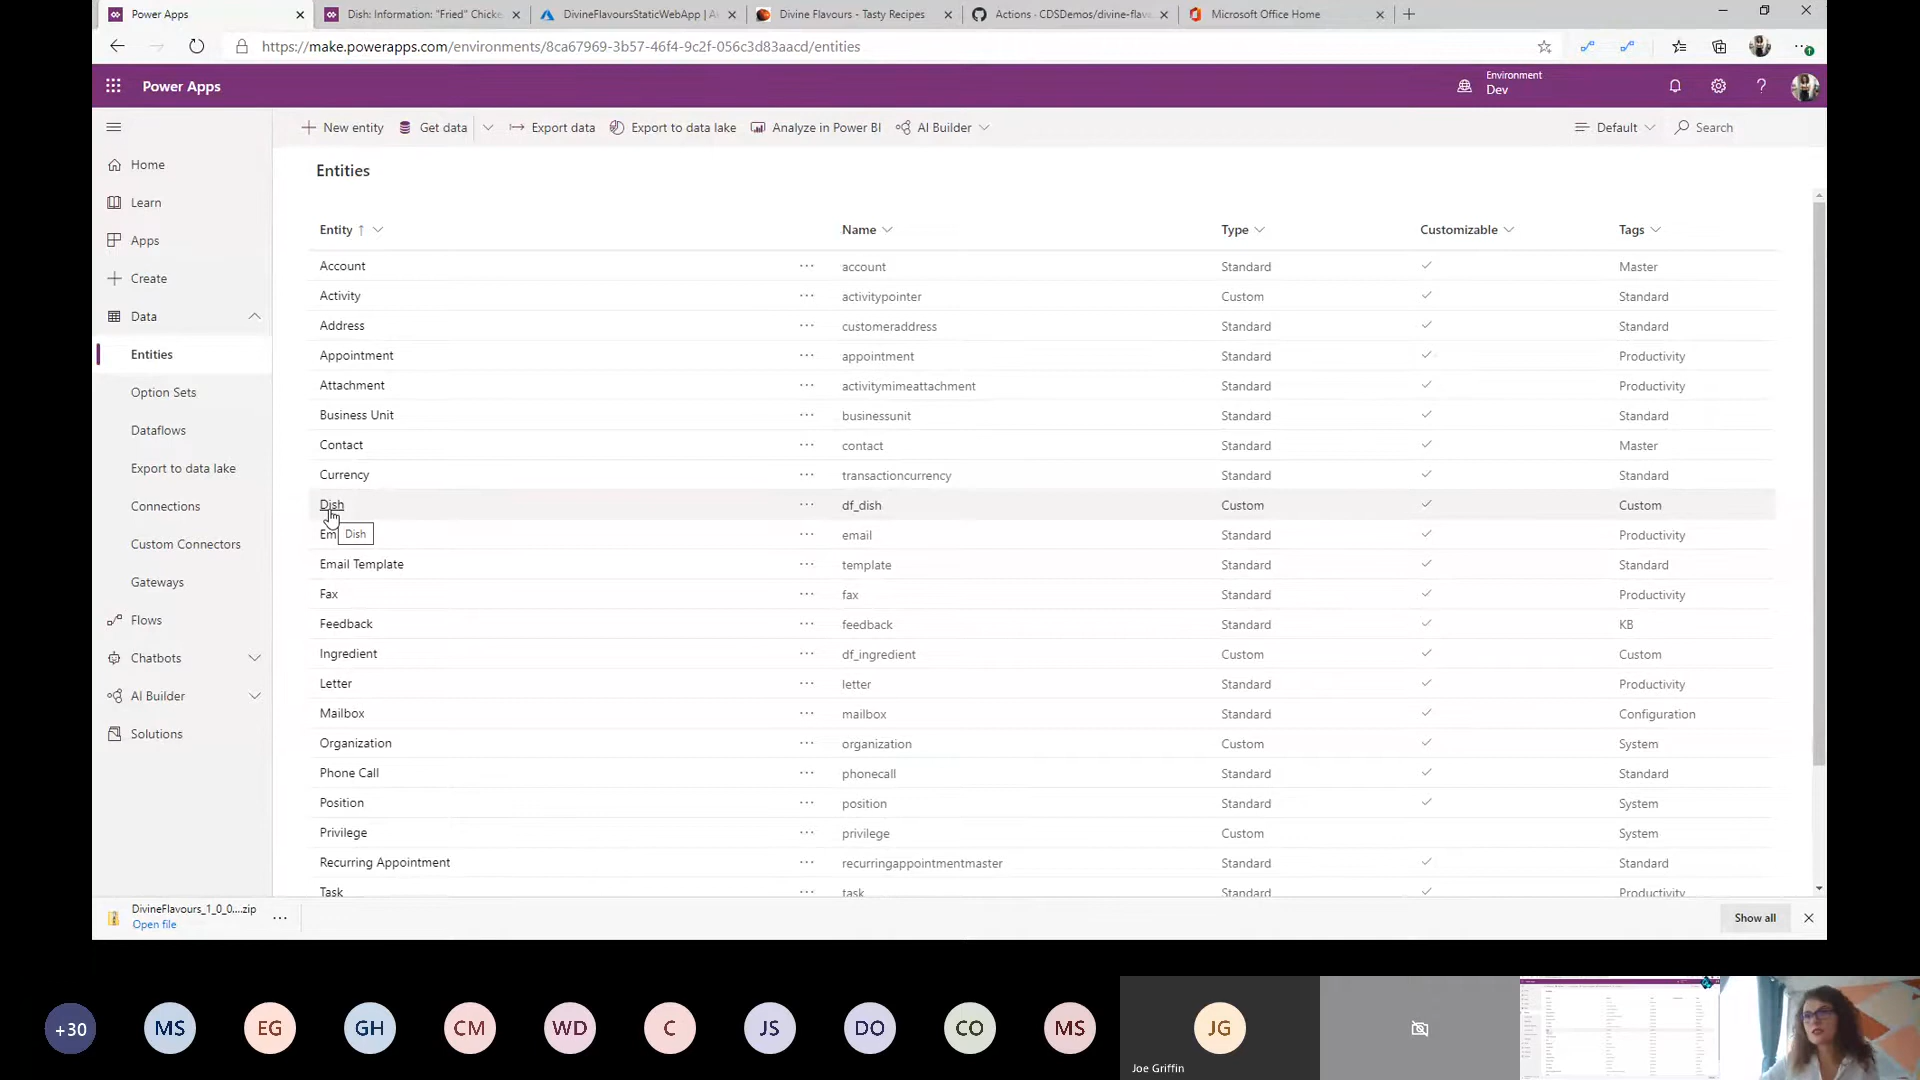 Power Apps
Dish: Information: "Fried" Chicke
DivineFlavoursStaticWebApp | A
Divine Flavours - Tasty Recipes
Actions · CDSDemos/divine-flav
Microsoft Office Home
https://make.powerapps.com/environments/8ca67969-3b57-46f4-9c2f-056c3d83aacd/entities
Power Apps
Environment
Dev
New entity
Get data
Export data
Export to data lake
Analyze in Power BI
AI Builder
Default
Search
Home
Learn
Apps
Create
Data
Entities
Option Sets
Dataflows
Export to data lake
Connections
Custom Connectors
Gateways
Flows
Chatbots
AI Builder
Solutions
Entities
Entity ↑ Name Type Customizable Tags
Account ··· account Standard ✓ Master
Activity ··· activitypointer Custom ✓ Standard
Address ··· customeraddress Standard ✓ Standard
Appointment ··· appointment Standard ✓ Productivity
Attachment ··· activitymimeattachment Standard ✓ Productivity
Business Unit ··· businessunit Standard ✓ Standard
Contact ··· contact Standard ✓ Master
Currency ··· transactioncurrency Standard ✓ Standard
Dish ··· df_dish Custom ✓ Custom
Em ··· email Standard ✓ Productivity
Dish
Email Template ··· template Standard ✓ Standard
Fax ··· fax Standard ✓ Productivity
Feedback ··· feedback Standard ✓ KB
Ingredient ··· df_ingredient Custom ✓ Custom
Letter ··· letter Standard ✓ Productivity
Mailbox ··· mailbox Standard ✓ Configuration
Organization ··· organization Custom ✓ System
Phone Call ··· phonecall Standard ✓ Standard
Position ··· position Standard ✓ System
Privilege ··· privilege Custom System
Recurring Appointment ··· recurringappointmentmaster Standard ✓ Standard
Task ··· task Standard ✓ Productivity
DivineFlavours_1_0_0....zip
Open file
Show all
+30
MS
EG
GH
CM
WD
C
JS
DO
CO
MS
JG
Joe Griffin